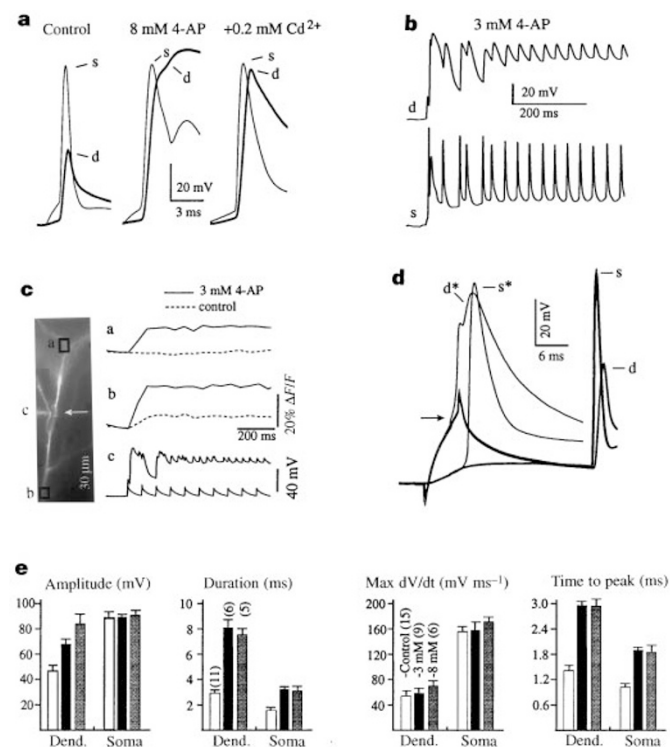 a
Control
8 mM 4-AP
+0.2 mM Cd²⁺
s
d
s
d
s
d
20 mV
3 ms
b
3 mM 4-AP
d
20 mV
200 ms
s
c
3 mM 4-AP
control
a
c
b
30 µm
a
b
c
200 ms
20% ΔF/F
40 mV
d
d*
s*
20 mV
6 ms
s
d
e
Amplitude (mV)
100
80
60
40
20
Dend. Soma
Duration (ms)
10
8
6
4
2
(11)
(6)
(5)
Dend. Soma
Max dV/dt (mV ms⁻¹)
200
160
120
80
40
-Control (15)
-3 mM (9)
-8 mM (6)
Dend. Soma
Time to peak (ms)
3.0
2.4
1.8
1.2
0.6
Dend. Soma